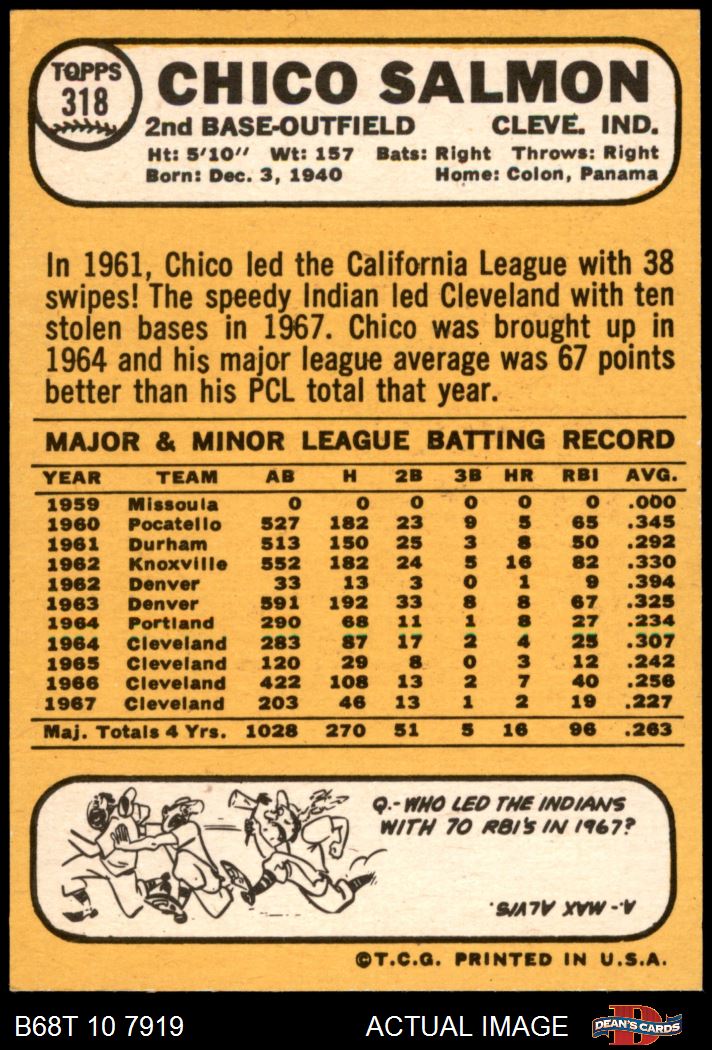 TOPPS
318
CHICO SALMON
2nd BASE-OUTFIELD CLEVE. IND.
Ht: 5'10" Wt: 157 Bats: Right Throws: Right
Born: Dec. 3, 1940 Home: Colon, Panama
In 1961, Chico led the California League with 38
swipes! The speedy Indian led Cleveland with ten
stolen bases in 1967. Chico was brought up in
1964 and his major league average was 67 points
better than his PCL total that year.
MAJOR & MINOR LEAGUE BATTING RECORD
YEAR TEAM AB H 2B 3B HR RBI AVG.
1959 Missoula 0 0 0 0 0 0 .000
1960 Pocatello 527 182 23 9 5 65 .345
1961 Durham 513 150 25 3 8 50 .292
1962 Knoxville 552 182 24 5 16 82 .330
1962 Denver 33 13 3 0 1 9 .394
1963 Denver 591 192 33 8 8 67 .325
1964 Portland 290 68 11 1 8 27 .234
1964 Cleveland 283 87 17 2 4 25 .307
1965 Cleveland 120 29 8 0 3 12 .242
1966 Cleveland 422 108 13 2 7 40 .256
1967 Cleveland 203 46 13 1 2 19 .227
Maj. Totals 4 Yrs. 1028 270 51 5 16 96 .263
Q.-WHO LED THE INDIANS
WITH 70 RBI'S IN 1967?
A.- MAX ALVIS.
©T.C.G. PRINTED IN U.S.A.
B68T 10 7919 ACTUAL IMAGE D DEAN'S CARDS